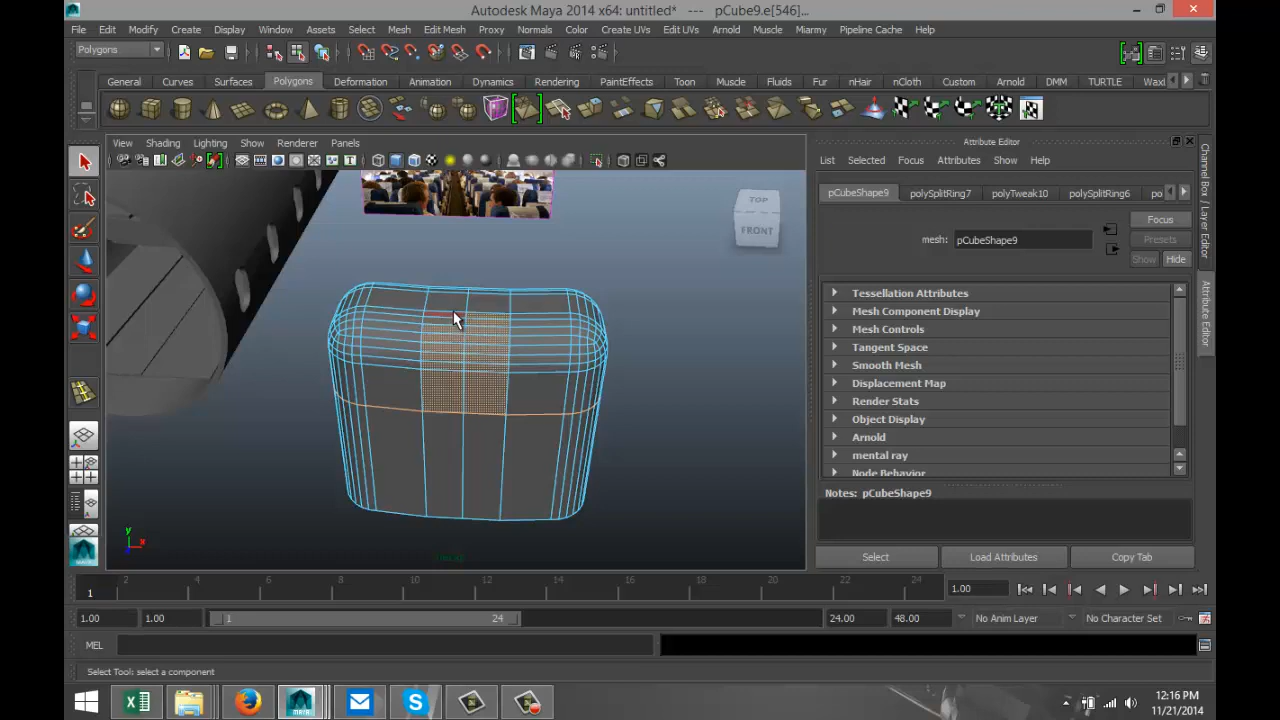 Autodesk Maya 2014 x64: untitled*   ---   pCube9.e[546]...
File Edit Modify Create Display Window Assets Select Mesh Edit Mesh Proxy Normals Color Create UVs Edit UVs Arnold Muscle Miarmy Pipeline Cache Help
Polygons
General Curves Surfaces Polygons Deformation Animation Dynamics Rendering PaintEffects Toon Muscle Fluids Fur nHair nCloth Custom Arnold DMM TURTLE Waxl
View Shading Lighting Show Renderer Panels
Attribute Editor
List Selected Focus Attributes Show Help
pCubeShape9 polySplitRing7 polyTweak10 polySplitRing6 po
Focus
mesh: pCubeShape9
Presets
Show Hide
TOP
FRONT
Tessellation Attributes
Mesh Component Display
Mesh Controls
Tangent Space
Smooth Mesh
Displacement Map
Render Stats
Object Display
Arnold
mental ray
Node Behavior
Notes: pCubeShape9
Select Load Attributes Copy Tab
Channel Box / Layer Editor
Attribute Editor
y
x
2 4 6 8 10 12 14 16 18 20 22 24
1
1.00
1.00 1.00 1 24 24.00 48.00 No Anim Layer No Character Set
MEL
Select Tool: select a component
12:16 PM
11/21/2014